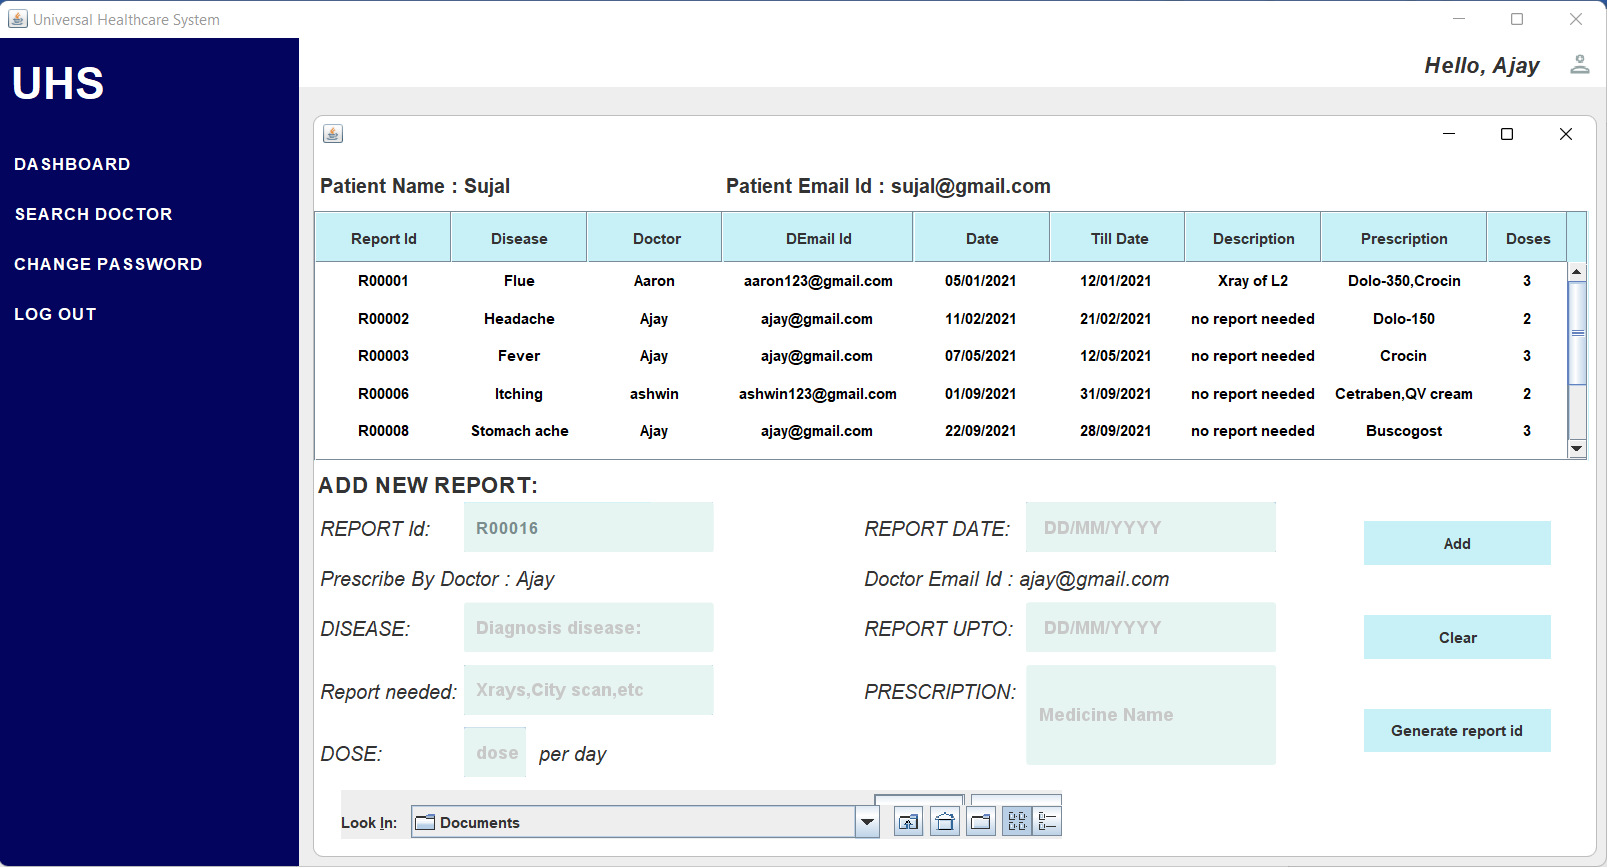 Universal Healthcare System
UHS
Hello, Ajay
DASHBOARD
SEARCH DOCTOR
CHANGE PASSWORD
LOG OUT
Patient Name : Sujal Patient Email Id : sujal@gmail.com
Report Id Disease Doctor DEmail Id Date Till Date Description Prescription Doses
R00001 Flue Aaron aaron123@gmail.com 05/01/2021 12/01/2021 Xray of L2 Dolo-350,Crocin 3
R00002 Headache Ajay ajay@gmail.com 11/02/2021 21/02/2021 no report needed Dolo-150 2
R00003 Fever Ajay ajay@gmail.com 07/05/2021 12/05/2021 no report needed Crocin 3
R00006 Itching ashwin ashwin123@gmail.com 01/09/2021 31/09/2021 no report needed Cetraben,QV cream 2
R00008 Stomach ache Ajay ajay@gmail.com 22/09/2021 28/09/2021 no report needed Buscogost 3
ADD NEW REPORT:
REPORT Id: R00016 REPORT DATE: DD/MM/YYYY Add
Prescribe By Doctor : Ajay Doctor Email Id : ajay@gmail.com
DISEASE: Diagnosis disease: REPORT UPTO: DD/MM/YYYY Clear
Report needed: Xrays,City scan,etc PRESCRIPTION: Medicine Name Generate report id
DOSE: dose per day
Look In: Documents